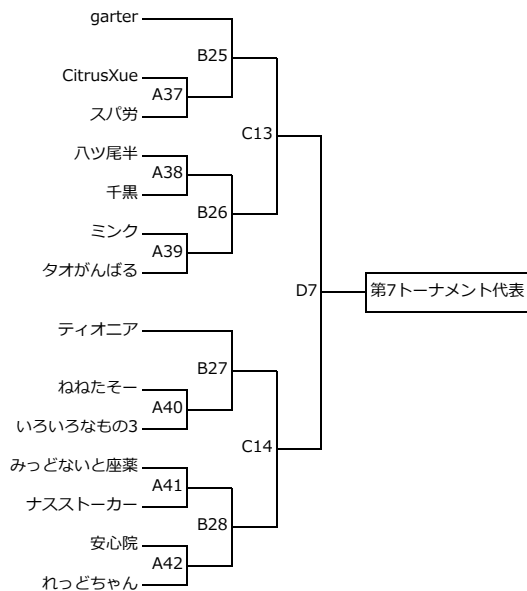 garter
B25
CitrusXue
A37
スパ労
C13
八ツ尾半
A38
千黒
B26
ミンク
A39
タオがんばる
D7
第7トーナメント代表
ティオニア
B27
ねねたそー
A40
いろいろなもの3
C14
みっどないと座薬
A41
ナスストーカー
B28
安心院
A42
れっどちゃん